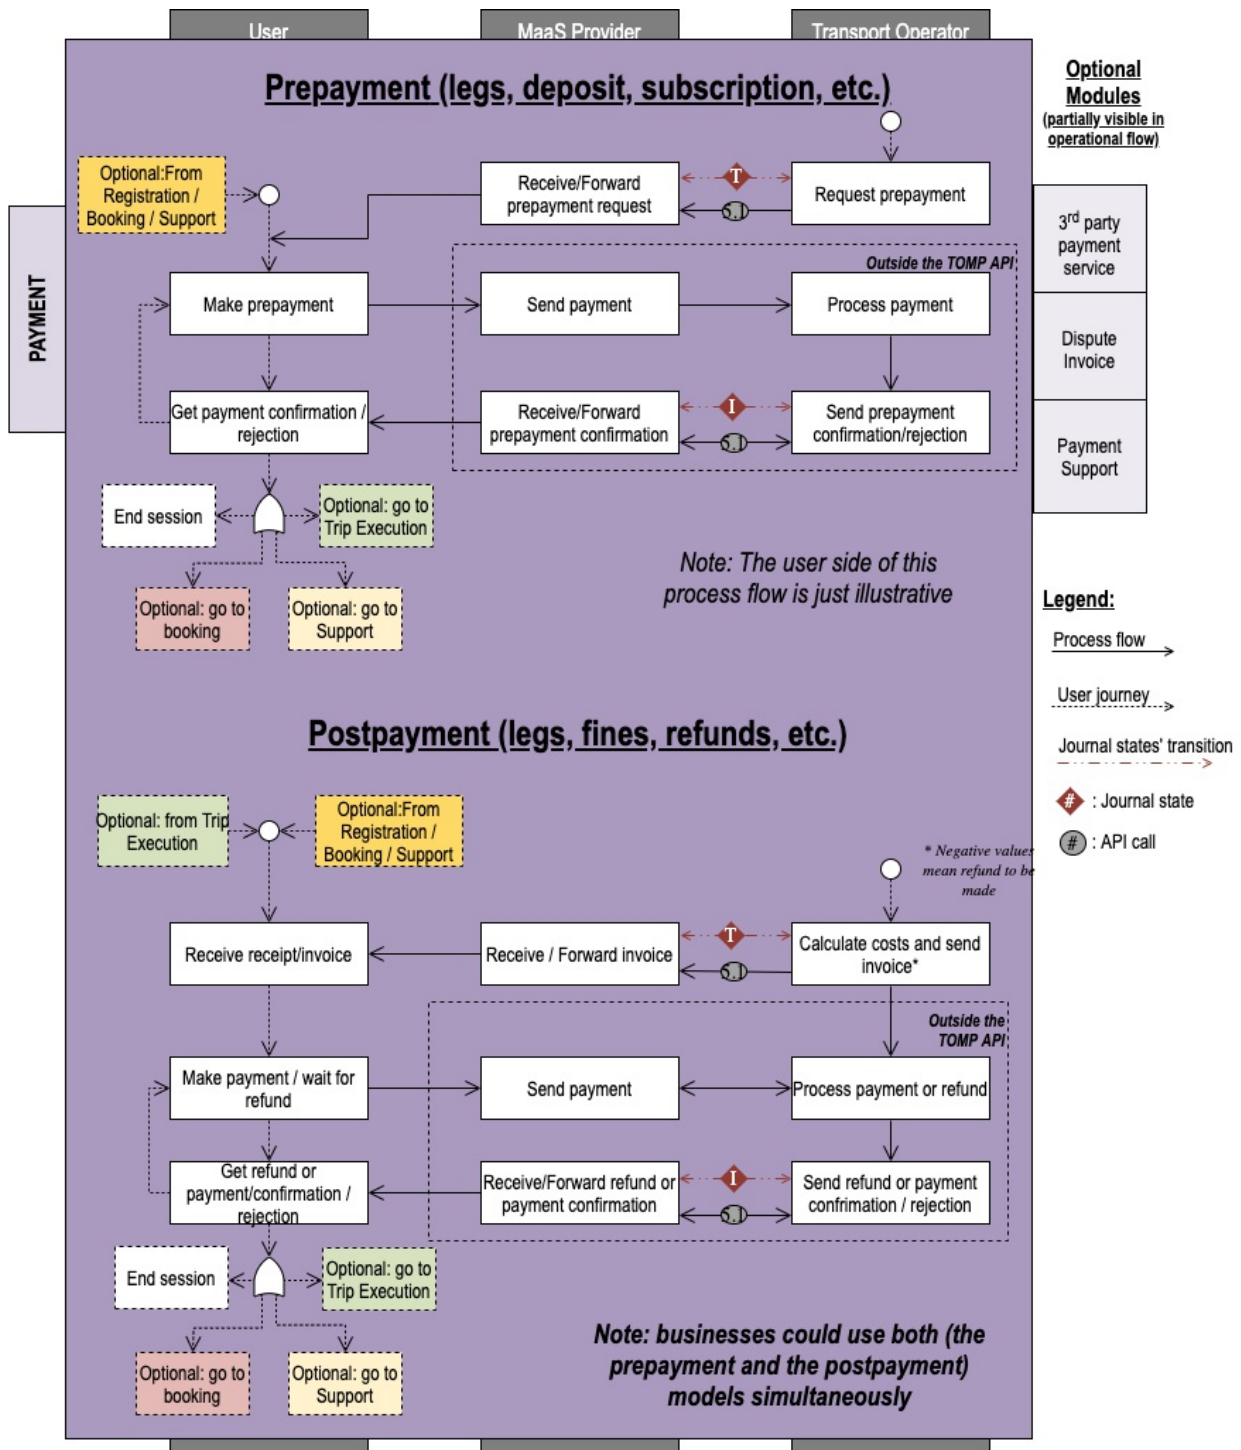 User
MaaS Provider
Transport Operator
Prepayment (legs, deposit, subscription, etc.)
Optional
Modules
(partially visible in
operational flow)
Optional:From
Registration /
Booking / Support
Receive/Forward
prepayment request
T
5.1
Request prepayment
PAYMENT
3rd party
payment
service
Outside the TOMP API
Make prepayment
Send payment
Process payment
Dispute
Invoice
Get payment confirmation /
rejection
Receive/Forward
prepayment confirmation
I
5.1
Send prepayment
confirmation/rejection
Payment
Support
End session
Optional: go to
Trip Execution
Optional: go to
booking
Optional: go to
Support
Note: The user side of this
process flow is just illustrative
Legend:
Process flow
User journey
Journal states' transition
# : Journal state
# : API call
Postpayment (legs, fines, refunds, etc.)
Optional: from Trip
Execution
Optional:From
Registration /
Booking / Support
* Negative values
mean refund to be
made
Receive receipt/invoice
Receive / Forward invoice
T
5.1
Calculate costs and send
invoice*
Outside the
TOMP API
Make payment / wait for
refund
Send payment
Process payment or refund
Get refund or
payment/confirmation /
rejection
Receive/Forward refund or
payment confirmation
I
5.1
Send refund or payment
confrimation / rejection
End session
Optional: go to
Trip Execution
Optional: go to
booking
Optional: go to
Support
Note: businesses could use both (the
prepayment and the postpayment)
models simultaneously